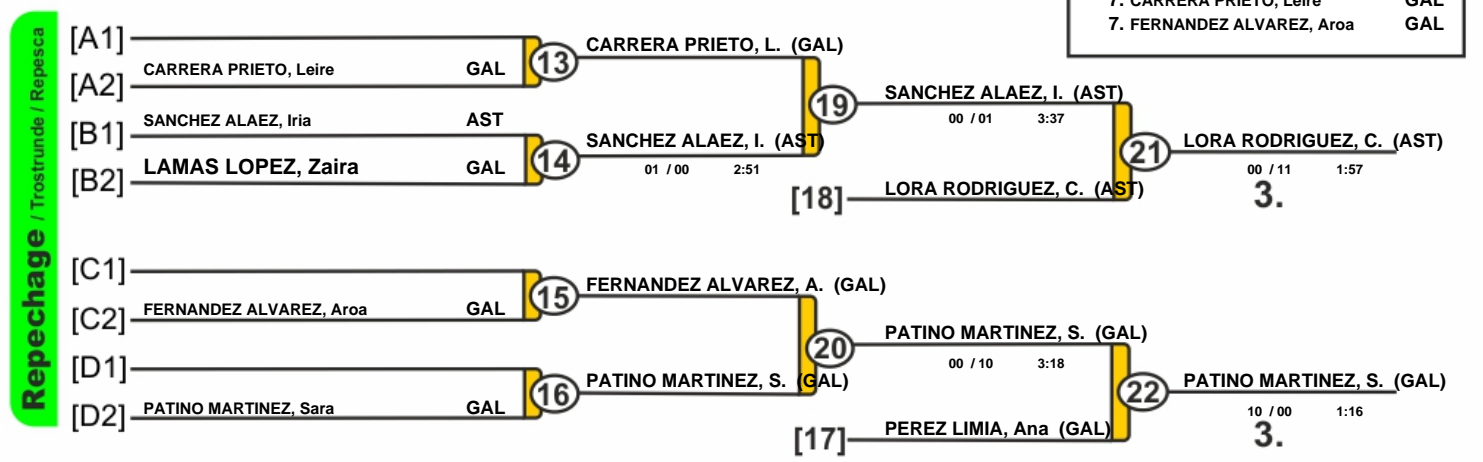 7. CARRERA PRIETO, Leire GAL
7. FERNANDEZ ALVAREZ, Aroa GAL
Repechage / Trostrunde / Repesca
[A1]
CARRERA PRIETO, L. (GAL)
CARRERA PRIETO, Leire GAL 13
[A2]
SANCHEZ ALAEZ, I. (AST)
19
00 / 01 3:37
[B1] SANCHEZ ALAEZ, Iria AST
SANCHEZ ALAEZ, I. (AST)
LORA RODRIGUEZ, C. (AST)
21
14
01 / 00 2:51
00 / 11 1:57
[B2] LAMAS LOPEZ, Zaira GAL
3.
[18] LORA RODRIGUEZ, C. (AST)
[C1]
FERNANDEZ ALVAREZ, A. (GAL)
15
[C2] FERNANDEZ ALVAREZ, Aroa GAL
PATINO MARTINEZ, S. (GAL)
20
00 / 10 3:18
[D1]
PATINO MARTINEZ, S. (GAL)
16
PATINO MARTINEZ, S. (GAL)
22
[D2] PATINO MARTINEZ, Sara GAL
10 / 00 1:16
3.
[17] PEREZ LIMIA, Ana (GAL)